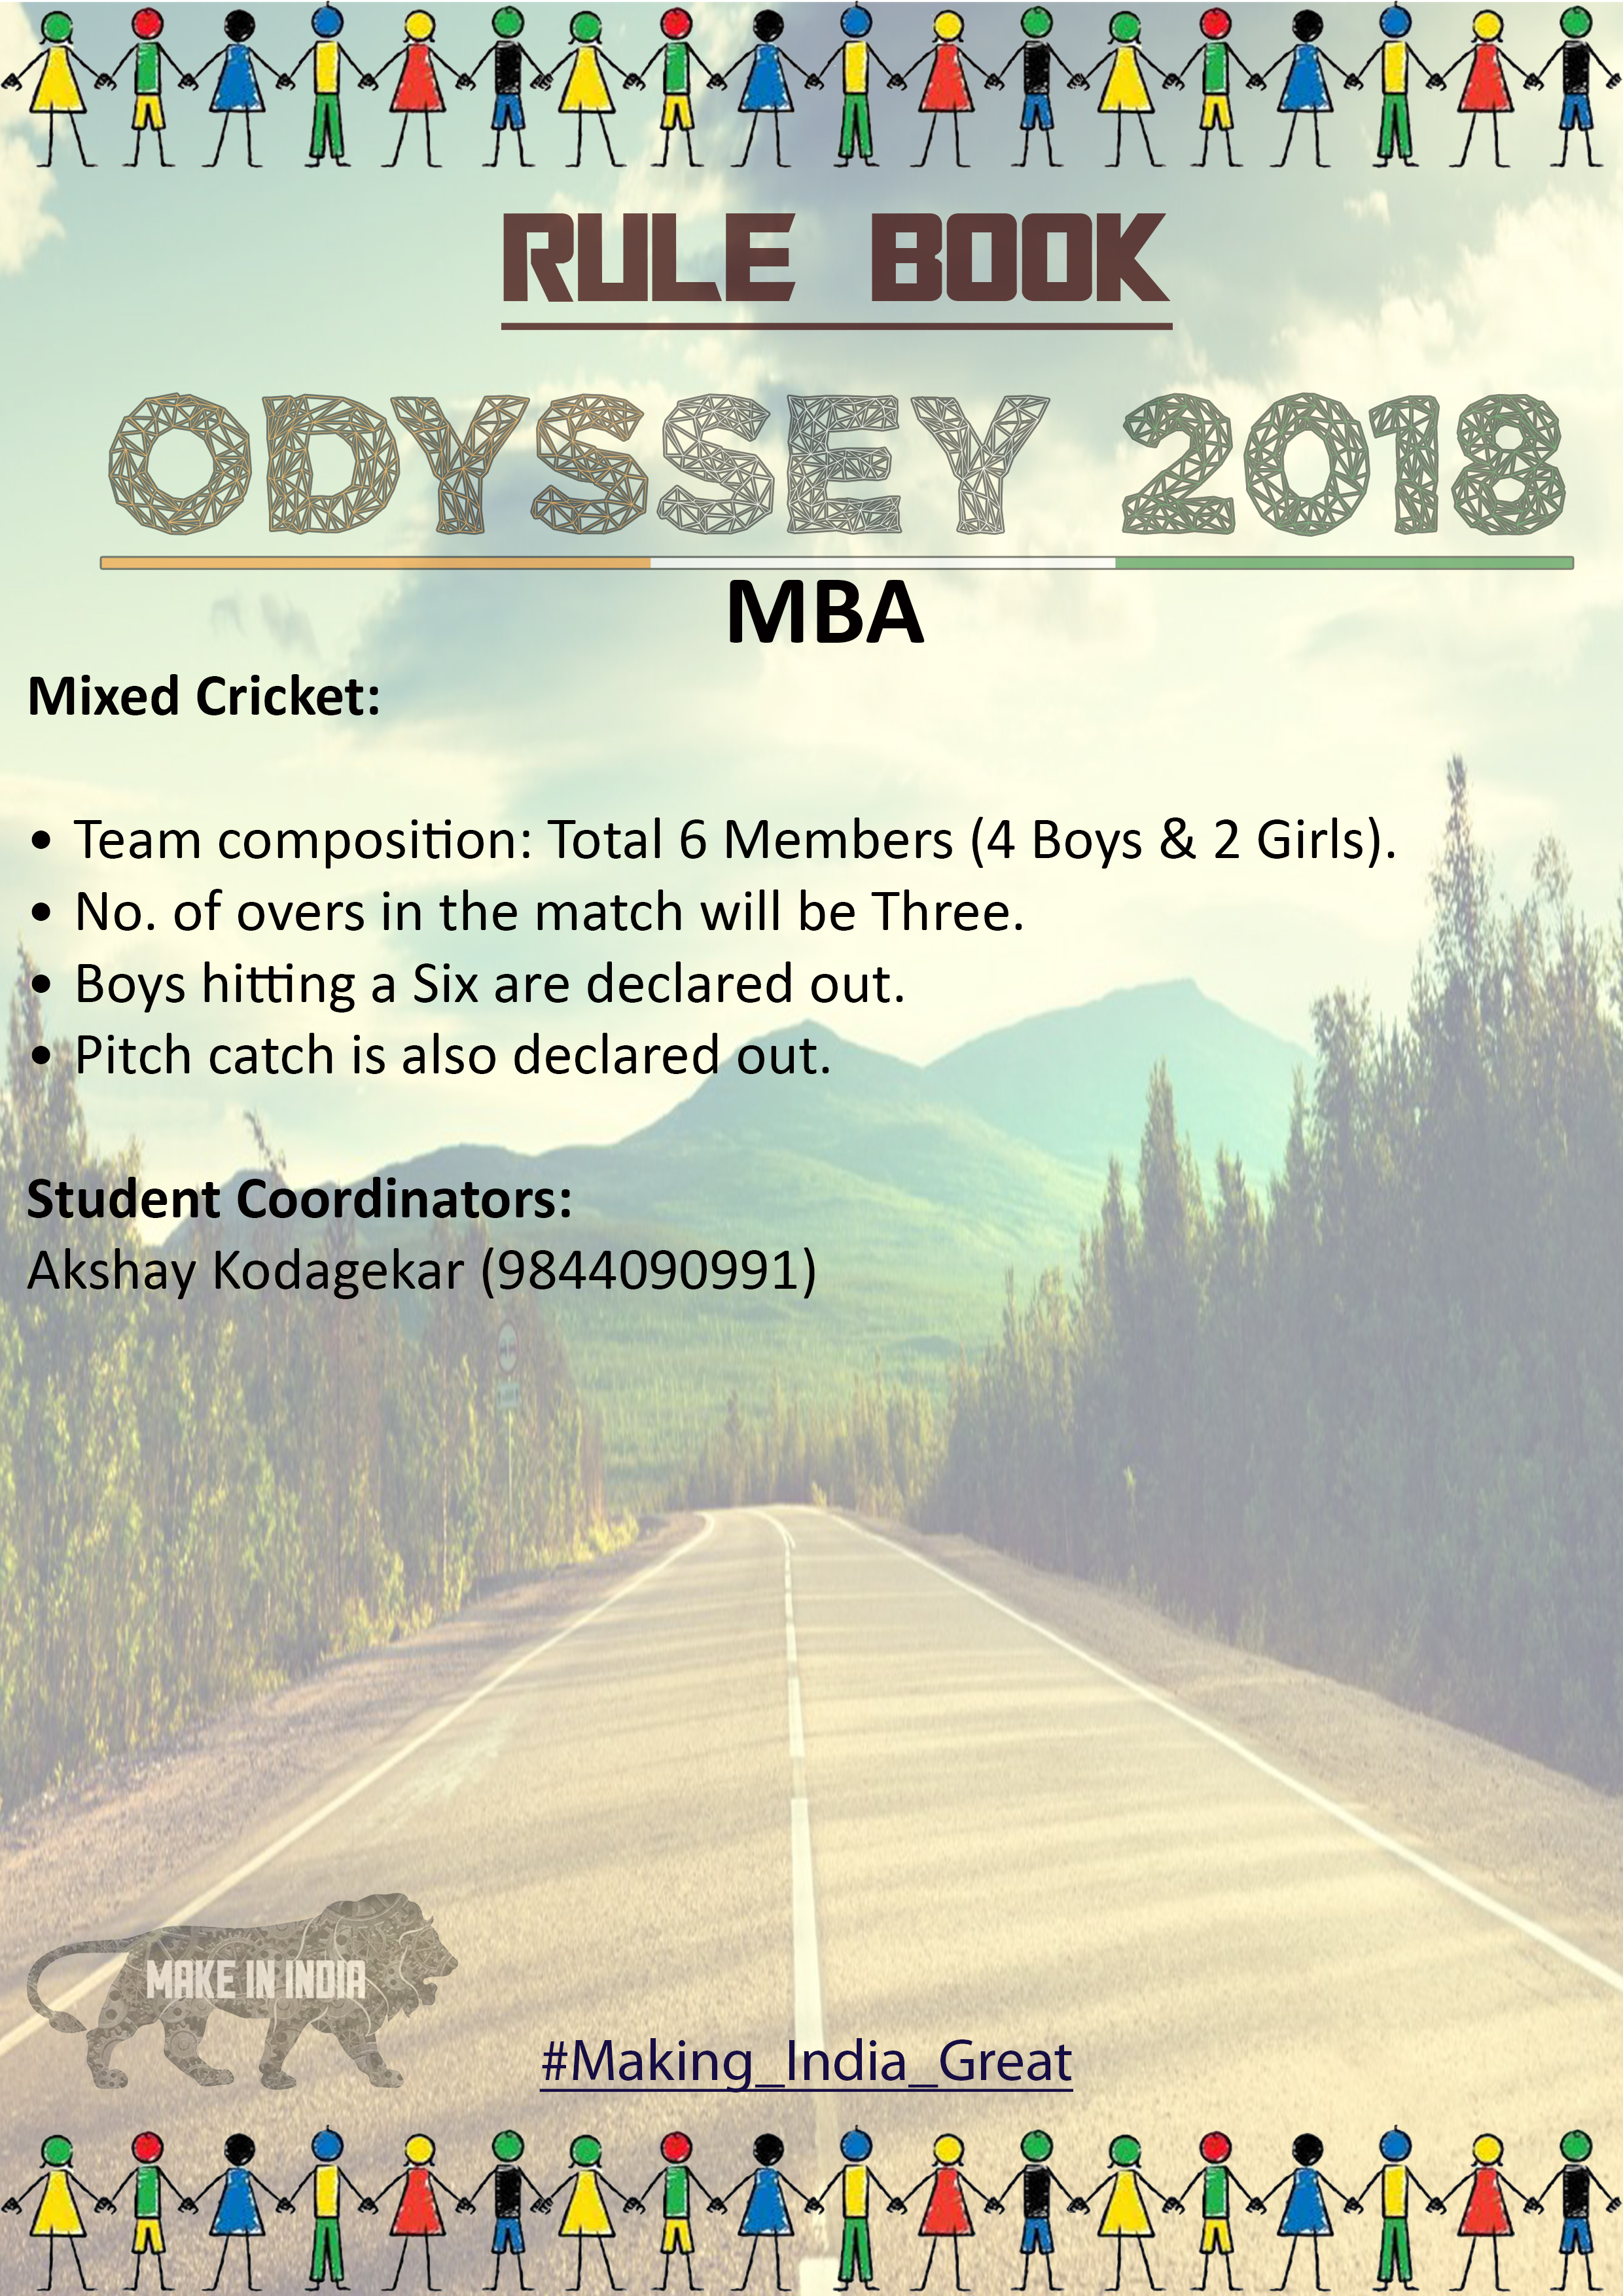 RULE BOOK
ODYSSEY 2018
MBA
Mixed Cricket:
• Team composition: Total 6 Members (4 Boys & 2 Girls).
• No. of overs in the match will be Three.
• Boys hitting a Six are declared out.
• Pitch catch is also declared out.
Student Coordinators:
Akshay Kodagekar (9844090991)
MAKE IN INDIA
#Making_India_Great